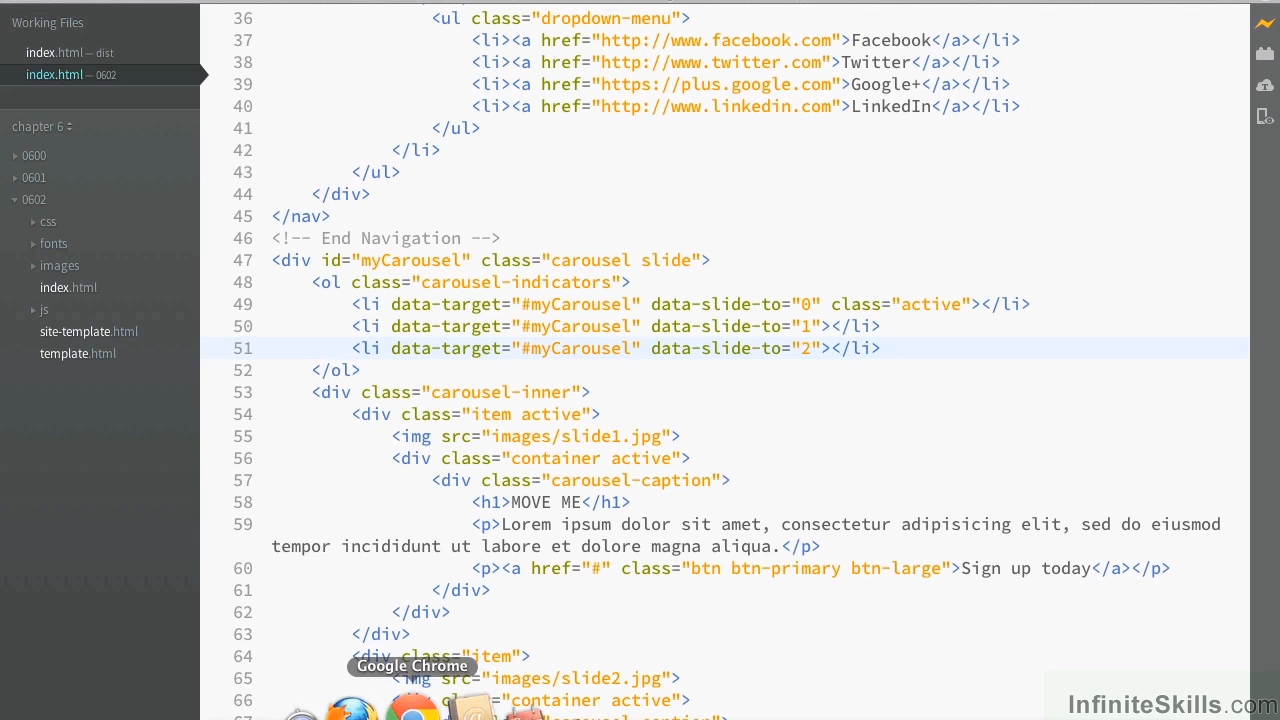 Working Files
index.html — dist
index.html — 0602
chapter 6
0600
0601
0602
css
fonts
images
index.html
js
site-template.html
template.html
36 <ul class="dropdown-menu">
37 <li><a href="http://www.facebook.com">Facebook</a></li>
38 <li><a href="http://www.twitter.com">Twitter</a></li>
39 <li><a href="https://plus.google.com">Google+</a></li>
40 <li><a href="http://www.linkedin.com">LinkedIn</a></li>
41 </ul>
42 </li>
43 </ul>
44 </div>
45 </nav>
46 <!-- End Navigation -->
47 <div id="myCarousel" class="carousel slide">
48 <ol class="carousel-indicators">
49 <li data-target="#myCarousel" data-slide-to="0" class="active"></li>
50 <li data-target="#myCarousel" data-slide-to="1"></li>
51 <li data-target="#myCarousel" data-slide-to="2"></li>
52 </ol>
53 <div class="carousel-inner">
54 <div class="item active">
55 <img src="images/slide1.jpg">
56 <div class="container active">
57 <div class="carousel-caption">
58 <h1>MOVE ME</h1>
59 <p>Lorem ipsum dolor sit amet, consectetur adipisicing elit, sed do eiusmod
tempor incididunt ut labore et dolore magna aliqua.</p>
60 <p><a href="#" class="btn btn-primary btn-large">Sign up today</a></p>
61 </div>
62 </div>
63 </div>
64 <div class="item">
Google Chrome
65 <img src="images/slide2.jpg">
66 class="container active">
InfiniteSkills.com